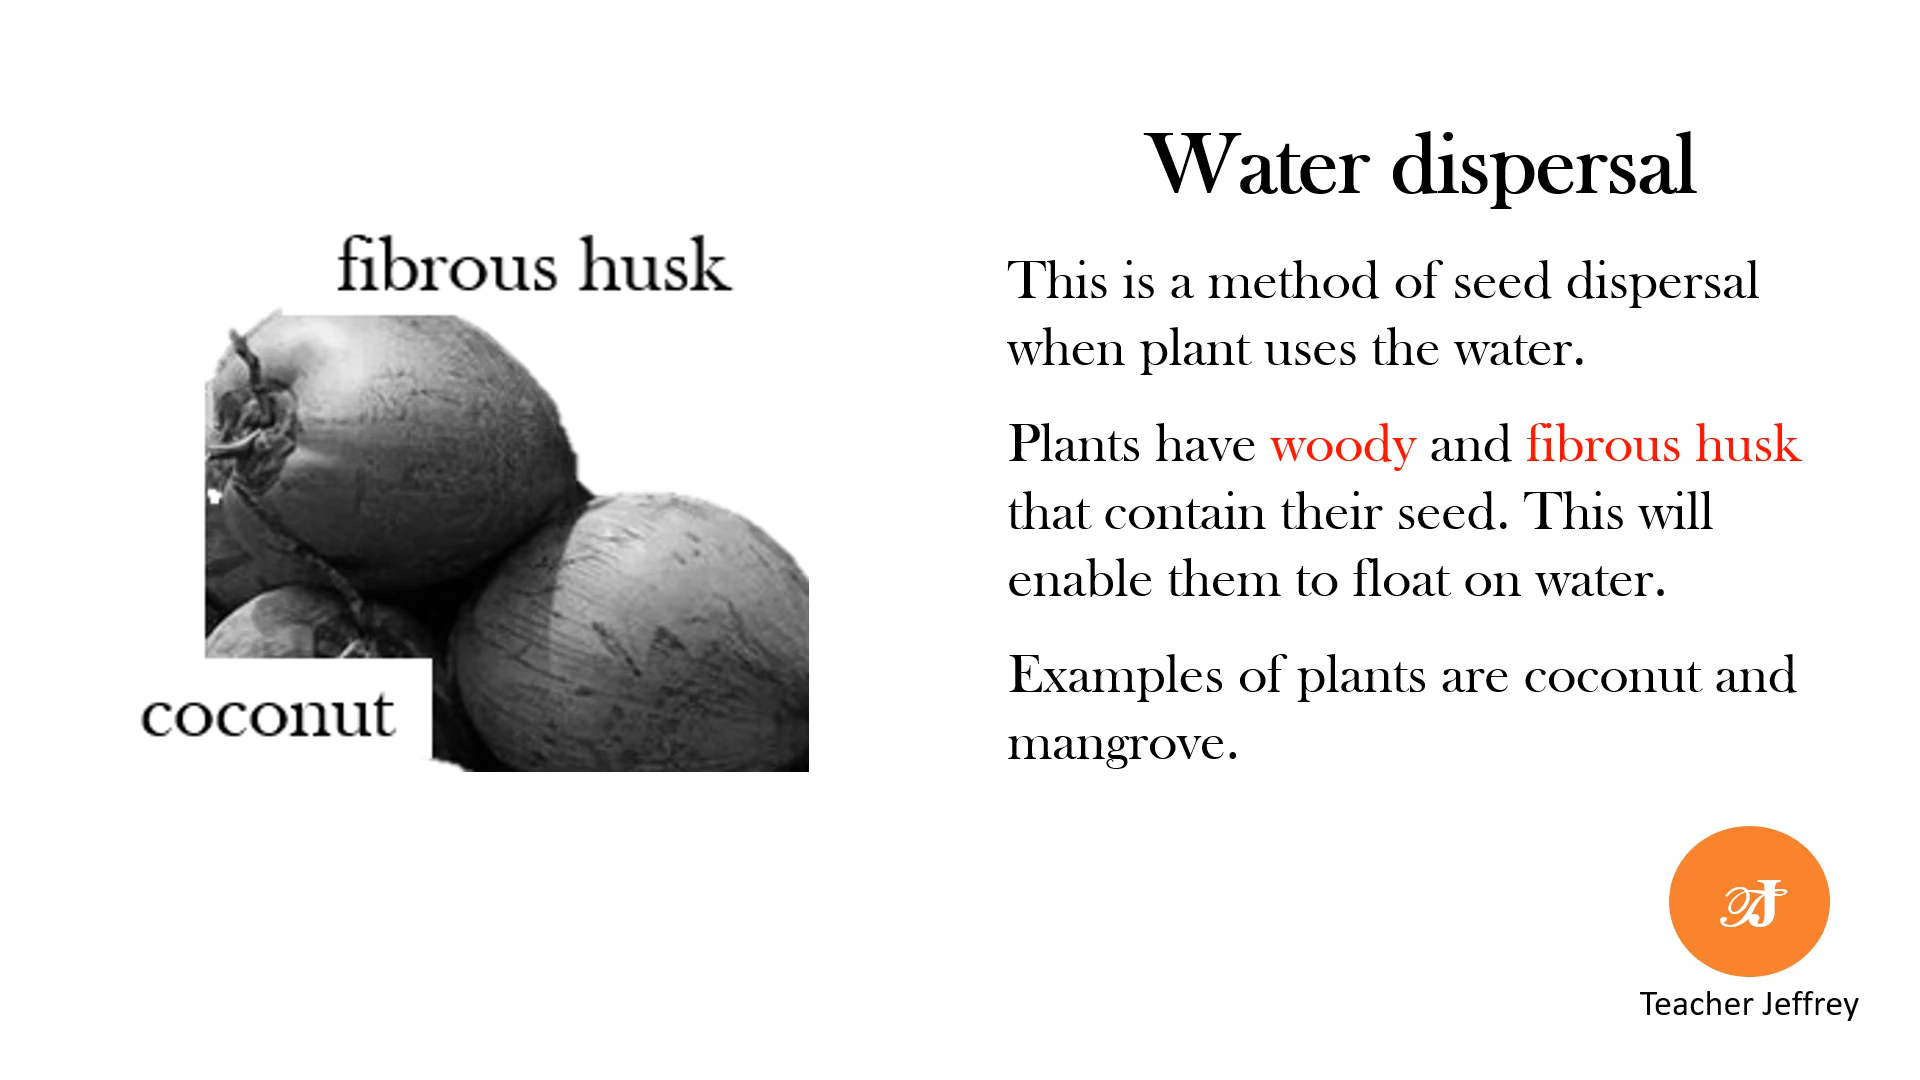 fibrous husk
coconut
Water dispersal
This is a method of seed dispersal
when plant uses the water.
Plants have woody and fibrous husk
that contain their seed. This will
enable them to float on water.
Examples of plants are coconut and
mangrove.
TJ
Teacher Jeffrey